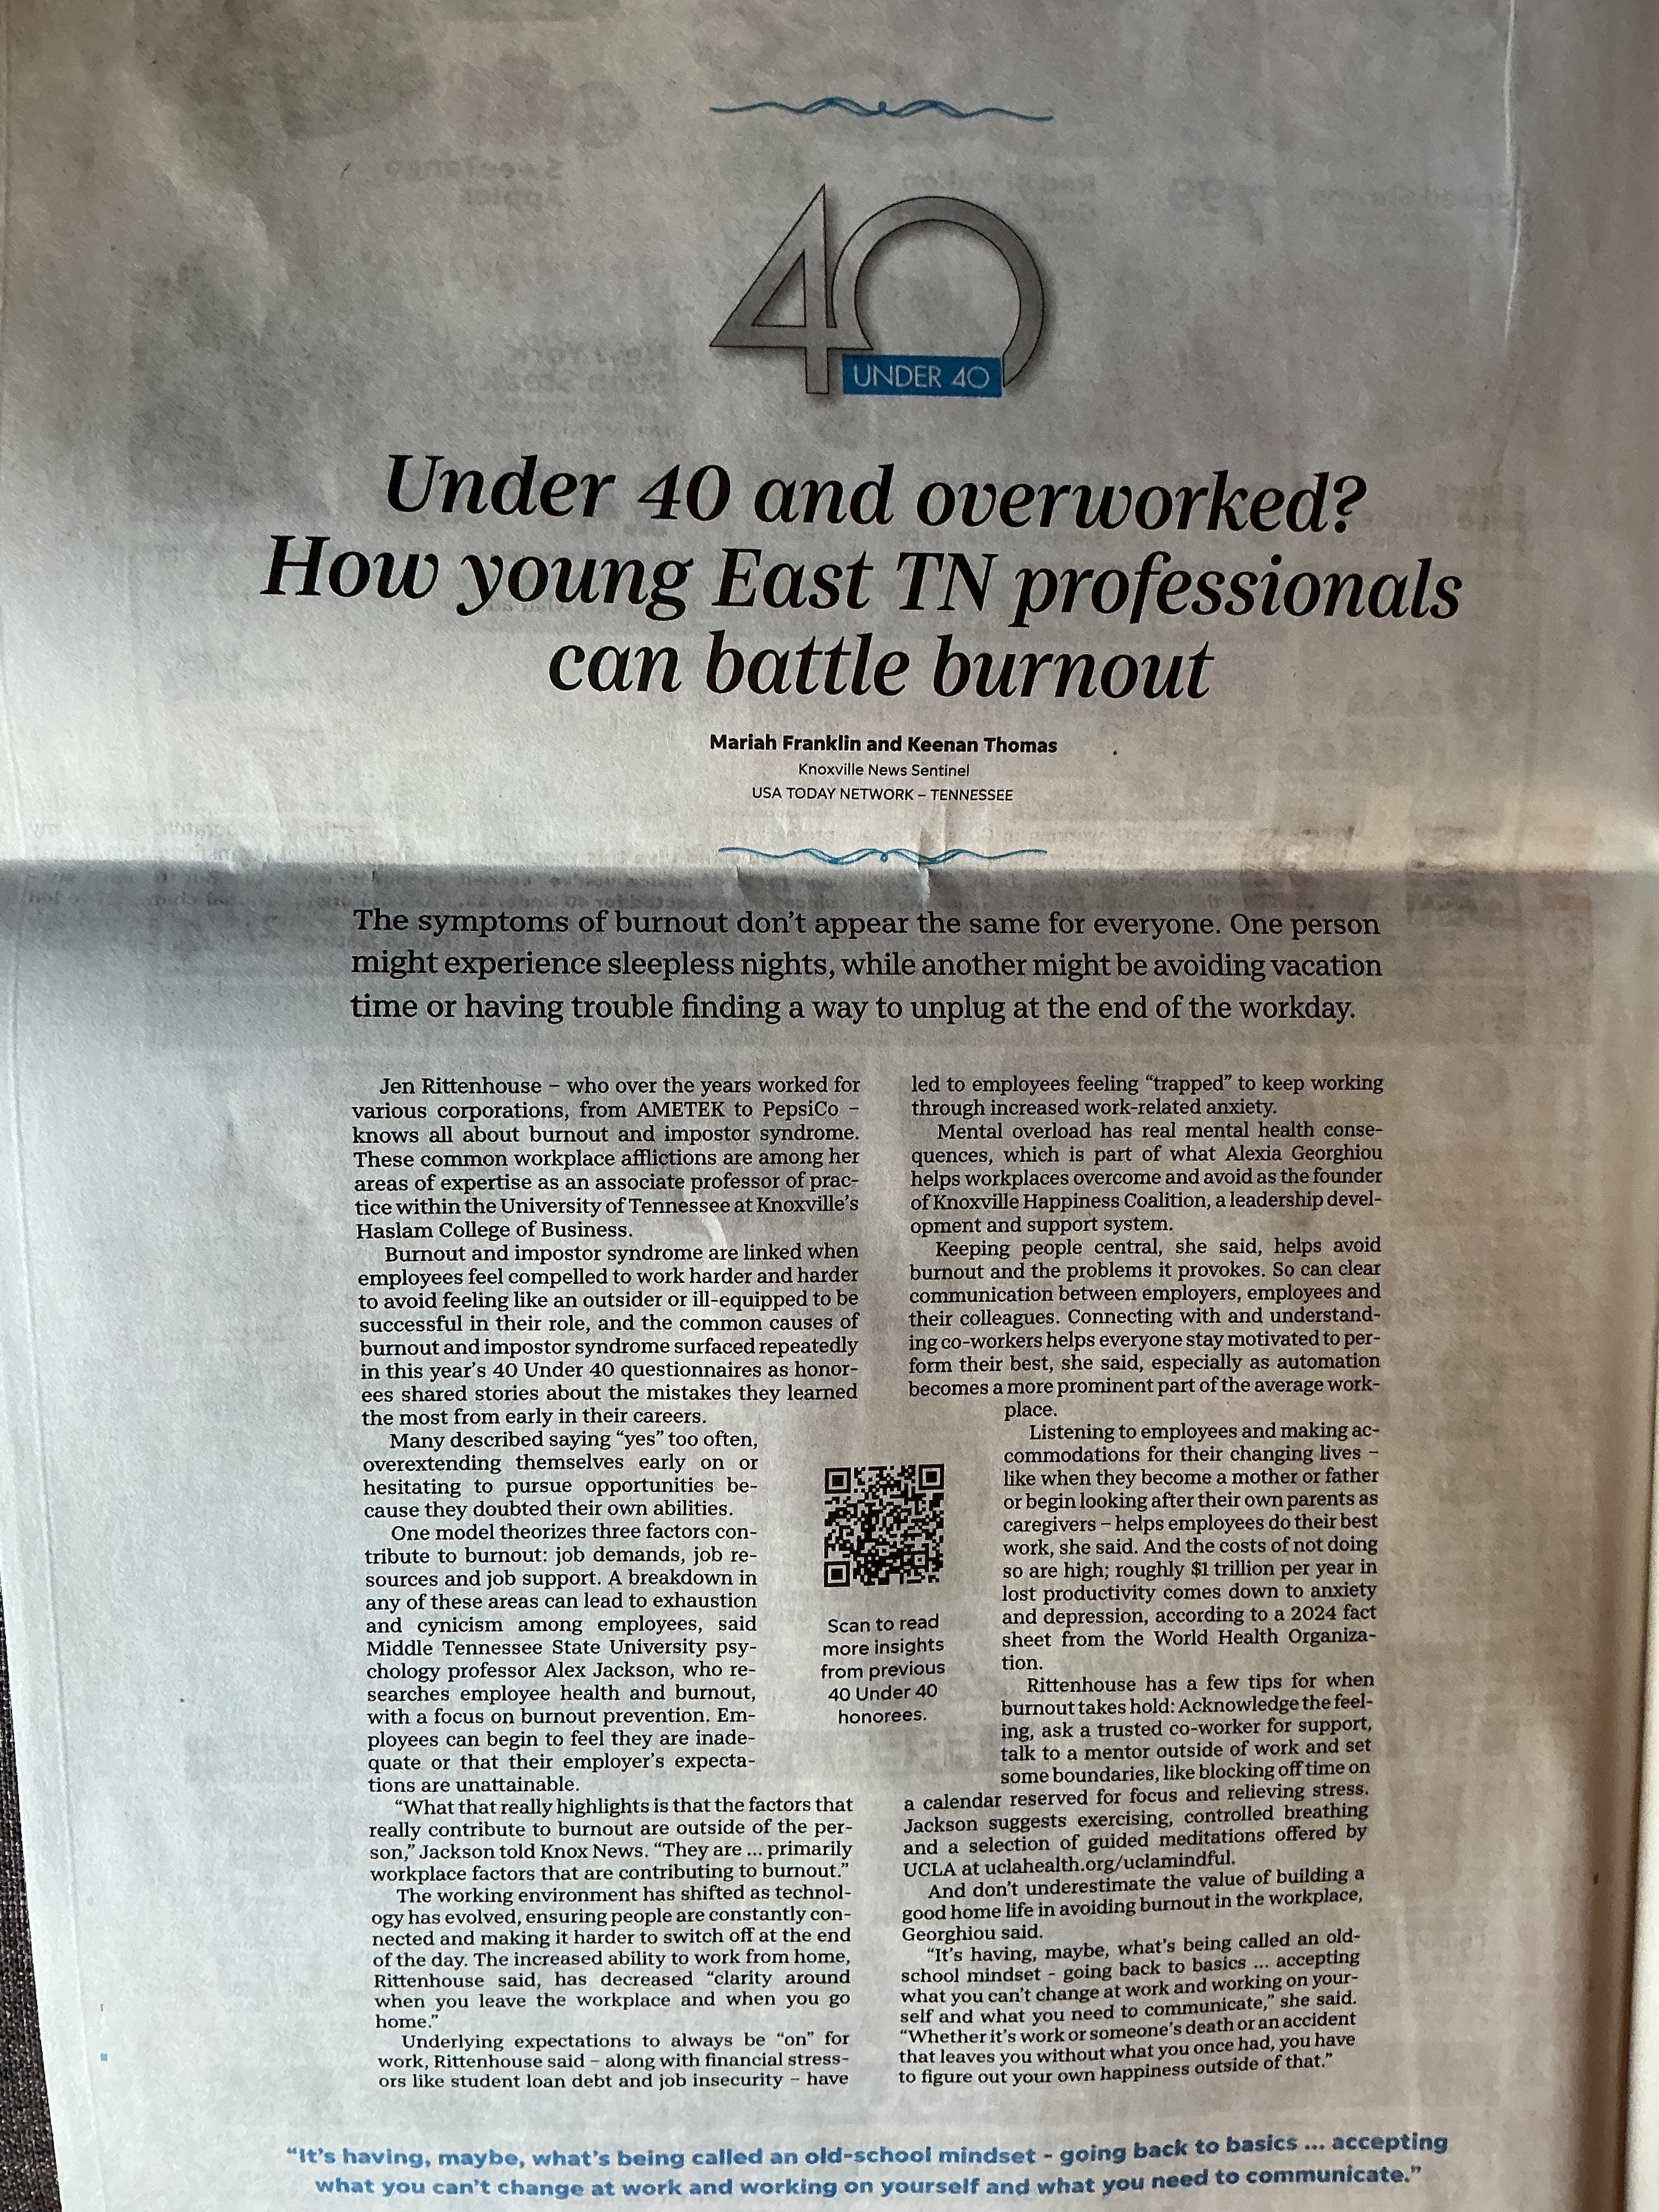 40
UNDER 40
Under 40 and overworked?
How young East TN professionals
can battle burnout
Mariah Franklin and Keenan Thomas
Knoxville News Sentinel
USA TODAY NETWORK – TENNESSEE
The symptoms of burnout don't appear the same for everyone. One person
might experience sleepless nights, while another might be avoiding vacation
time or having trouble finding a way to unplug at the end of the workday.
Jen Rittenhouse – who over the years worked for
various corporations, from AMETEK to PepsiCo –
knows all about burnout and impostor syndrome.
These common workplace afflictions are among her
areas of expertise as an associate professor of prac-
tice within the University of Tennessee at Knoxville's
Haslam College of Business.
Burnout and impostor syndrome are linked when
employees feel compelled to work harder and harder
to avoid feeling like an outsider or ill-equipped to be
successful in their role, and the common causes of
burnout and impostor syndrome surfaced repeatedly
in this year's 40 Under 40 questionnaires as honor-
ees shared stories about the mistakes they learned
the most from early in their careers.
Many described saying “yes” too often,
overextending themselves early on or
hesitating to pursue opportunities be-
cause they doubted their own abilities.
One model theorizes three factors con-
tribute to burnout: job demands, job re-
sources and job support. A breakdown in
any of these areas can lead to exhaustion
and cynicism among employees, said
Middle Tennessee State University psy-
chology professor Alex Jackson, who re-
searches employee health and burnout,
with a focus on burnout prevention. Em-
ployees can begin to feel they are inade-
quate or that their employer's expecta-
tions are unattainable.
“What that really highlights is that the factors that
really contribute to burnout are outside of the per-
son,” Jackson told Knox News. “They are ... primarily
workplace factors that are contributing to burnout.”
The working environment has shifted as technol-
ogy has evolved, ensuring people are constantly con-
nected and making it harder to switch off at the end
of the day. The increased ability to work from home,
Rittenhouse said, has decreased “clarity around
when you leave the workplace and when you go
home.”
Underlying expectations to always be “on” for
work, Rittenhouse said – along with financial stress-
ors like student loan debt and job insecurity – have
led to employees feeling “trapped” to keep working
through increased work-related anxiety.
Mental overload has real mental health conse-
quences, which is part of what Alexia Georghiou
helps workplaces overcome and avoid as the founder
of Knoxville Happiness Coalition, a leadership devel-
opment and support system.
Keeping people central, she said, helps avoid
burnout and the problems it provokes. So can clear
communication between employers, employees and
their colleagues. Connecting with and understand-
ing co-workers helps everyone stay motivated to per-
form their best, she said, especially as automation
becomes a more prominent part of the average work-
place.
Listening to employees and making ac-
commodations for their changing lives –
like when they become a mother or father
or begin looking after their own parents as
caregivers – helps employees do their best
work, she said. And the costs of not doing
so are high; roughly $1 trillion per year in
lost productivity comes down to anxiety
and depression, according to a 2024 fact
sheet from the World Health Organiza-
tion.
Rittenhouse has a few tips for when
burnout takes hold: Acknowledge the feel-
ing, ask a trusted co-worker for support,
talk to a mentor outside of work and set
some boundaries, like blocking off time on
a calendar reserved for focus and relieving stress.
Jackson suggests exercising, controlled breathing
and a selection of guided meditations offered by
UCLA at uclahealth.org/uclamindful.
And don't underestimate the value of building a
good home life in avoiding burnout in the workplace,
Georghiou said.
“It's having, maybe, what's being called an old-
school mindset - going back to basics ... accepting
what you can't change at work and working on your-
self and what you need to communicate,” she said.
“Whether it's work or someone's death or an accident
that leaves you without what you once had, you have
to figure out your own happiness outside of that.”
Scan to read
more insights
from previous
40 Under 40
honorees.
“It's having, maybe, what's being called an old-school mindset - going back to basics ... accepting
what you can't change at work and working on yourself and what you need to communicate.”